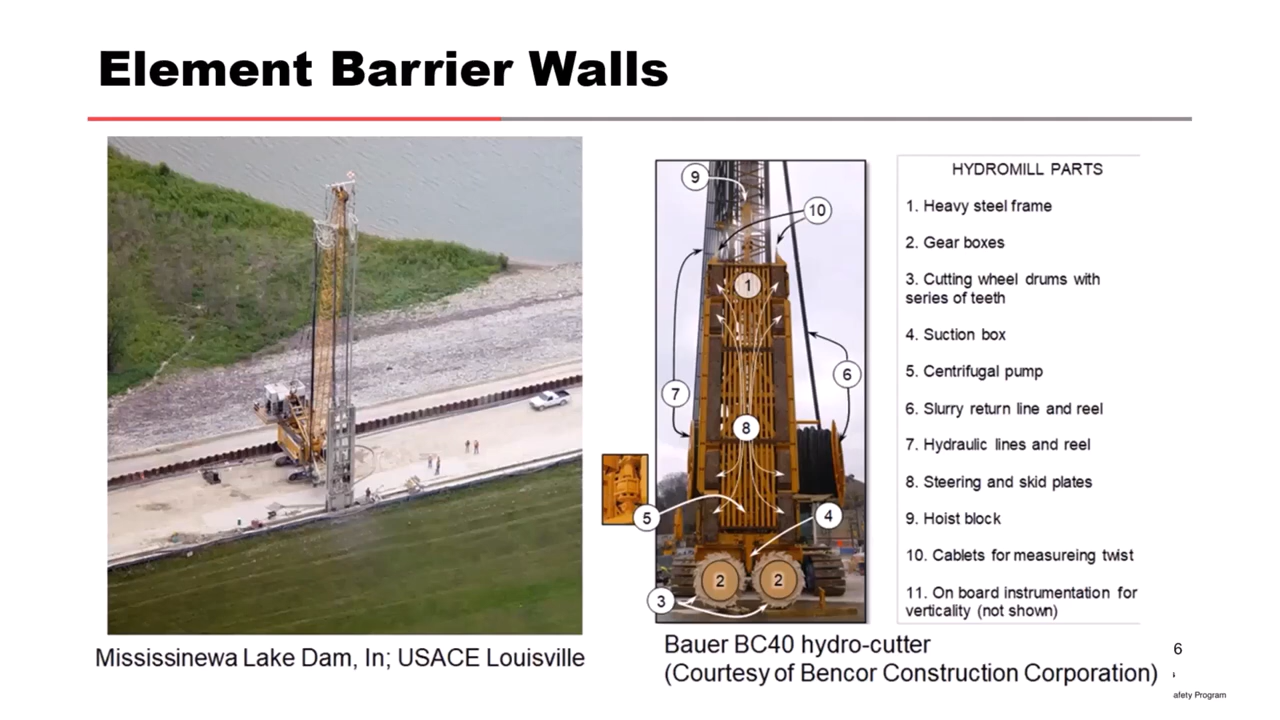 Element Barrier Walls
9
10
1
6
7
8
5
4
2
2
3
HYDROMILL PARTS
1. Heavy steel frame
2. Gear boxes
3. Cutting wheel drums with
series of teeth
4. Suction box
5. Centrifugal pump
6. Slurry return line and reel
7. Hydraulic lines and reel
8. Steering and skid plates
9. Hoist block
10. Cablets for measureing twist
11. On board instrumentation for
verticality (not shown)
Mississinewa Lake Dam, In; USACE Louisville
Bauer BC40 hydro-cutter
(Courtesy of Bencor Construction Corporation)
6
afety Program